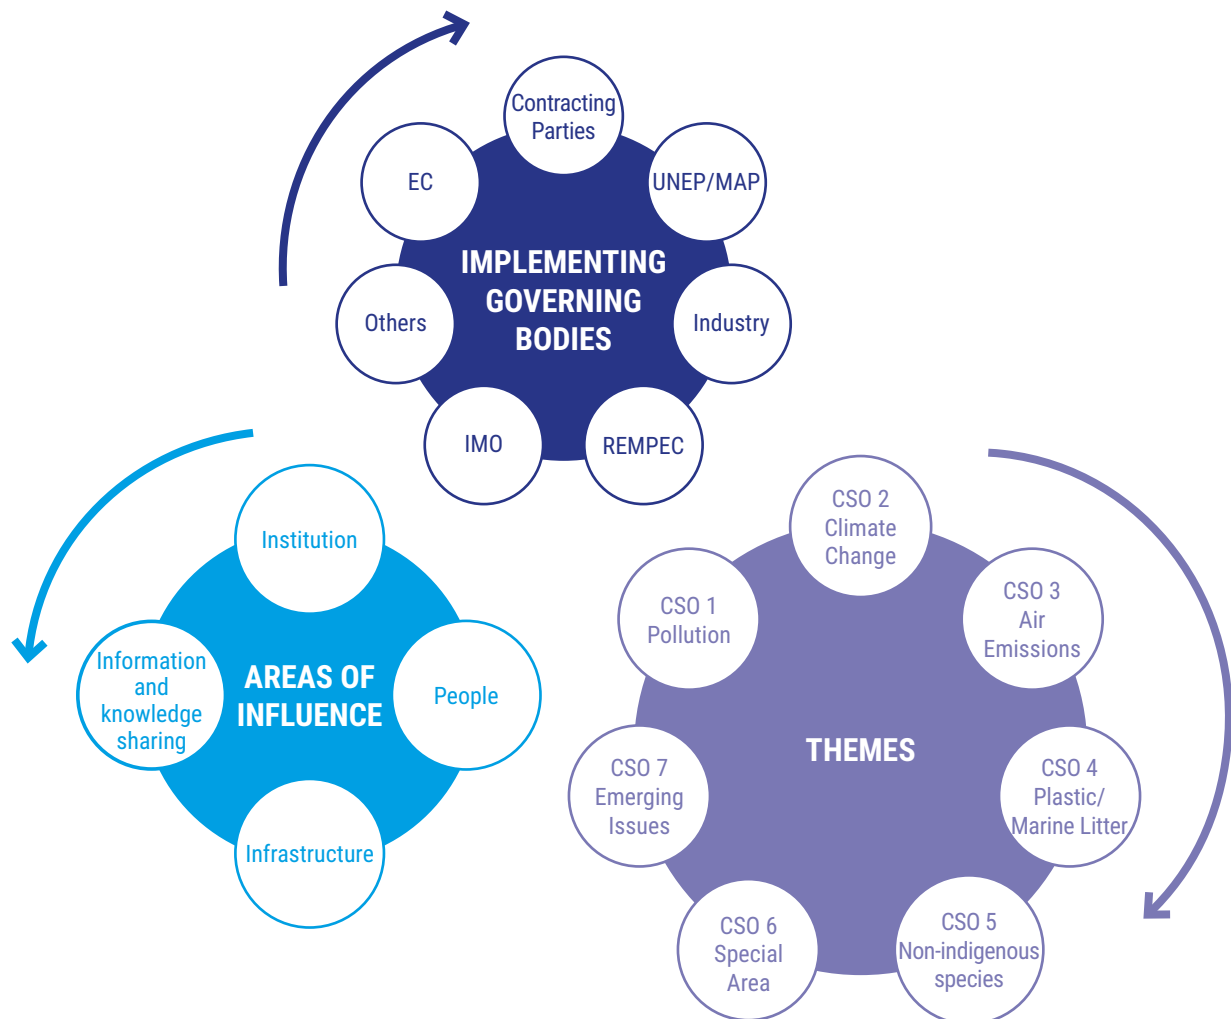 Contracting
Parties
EC
UNEP/MAP
IMPLEMENTING
GOVERNING
BODIES
Others
Industry
IMO
REMPEC
Institution
Information
and
knowledge
sharing
AREAS OF
INFLUENCE
People
Infrastructure
CSO 2
Climate
Change
CSO 1
Pollution
CSO 3
Air
Emissions
THEMES
CSO 7
Emerging
Issues
CSO 4
Plastic/
Marine Litter
CSO 6
Special
Area
CSO 5
Non-indigenous
species